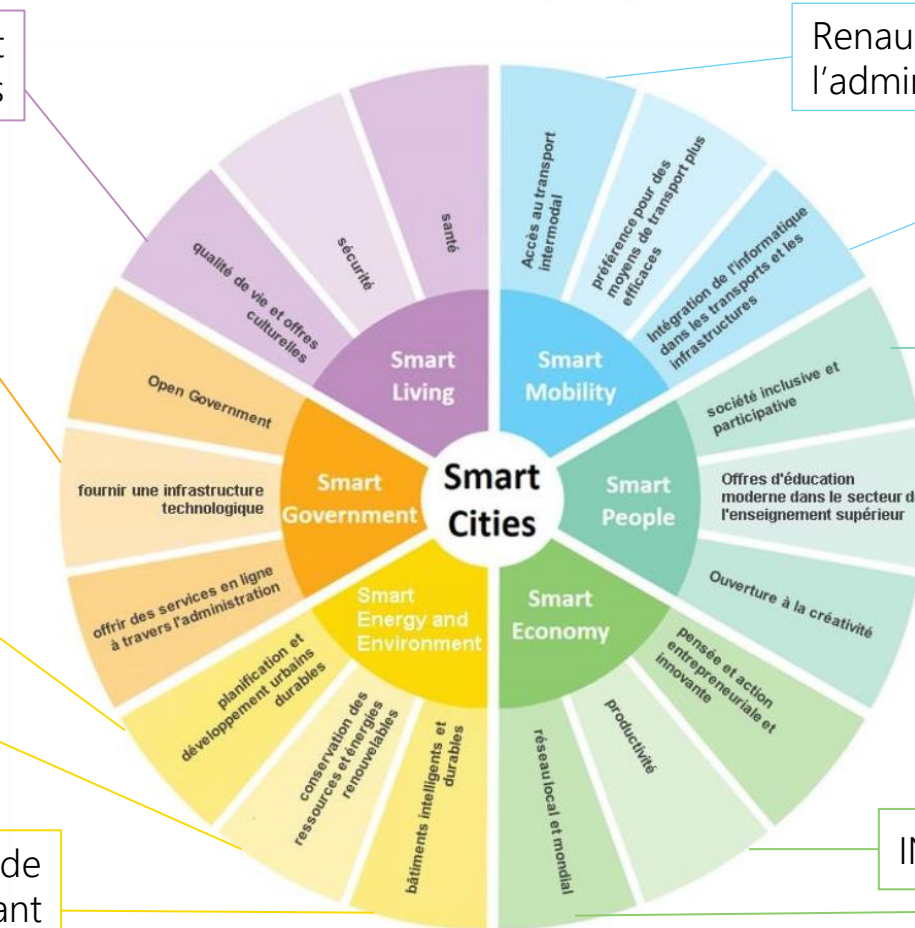 Smart
Cities
Smart
Living
qualité de vie et offres
culturelles
sécurité
santé
Smart
Mobility
Accès au transport
intermodal
préférence pour des
moyens de transport plus
efficaces
Intégration de l'informatique
dans les transports et les
infrastructures
Smart
People
société inclusive et
participative
Offres d'éducation
moderne dans le secteur d
l'enseignement supérieur
Ouverture à la créativité
Smart
Economy
pensée et action
entrepreneuriale et
innovante
productivité
réseau local et mondial
Smart
Energy and
Environment
bâtiments intelligents et
durables
conservation des
ressources et énergies
renouvelables
planification et
développement urbains
durables
Smart
Government
offrir des services en ligne
à travers l'administration
fournir une infrastructure
technologique
Open Government
t
s
Renau
l'admi
de
ant